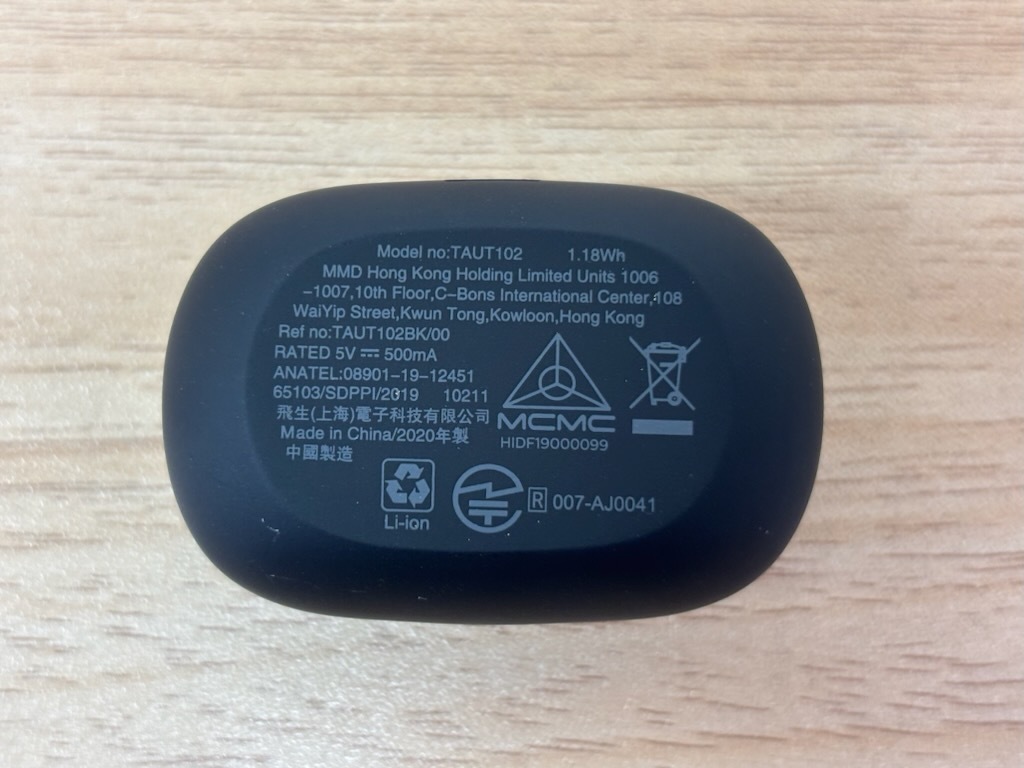 Model no:TAUT102 1.18Wh
MMD Hong Kong Holding Limited Units 1006
-1007,10th Floor,C-Bons International Center,108
WaiYip Street,Kwun Tong,Kowloon,Hong Kong
Ref no:TAUT102BK/00
RATED 5V ⎓ 500mA
ANATEL:08901-19-12451
65103/SDPPI/2019 10211
飛生(上海)電子科技有限公司
Made in China/2020年製
中國製造
MCMC
HIDF19000099
Li-ion
R 007-AJ0041